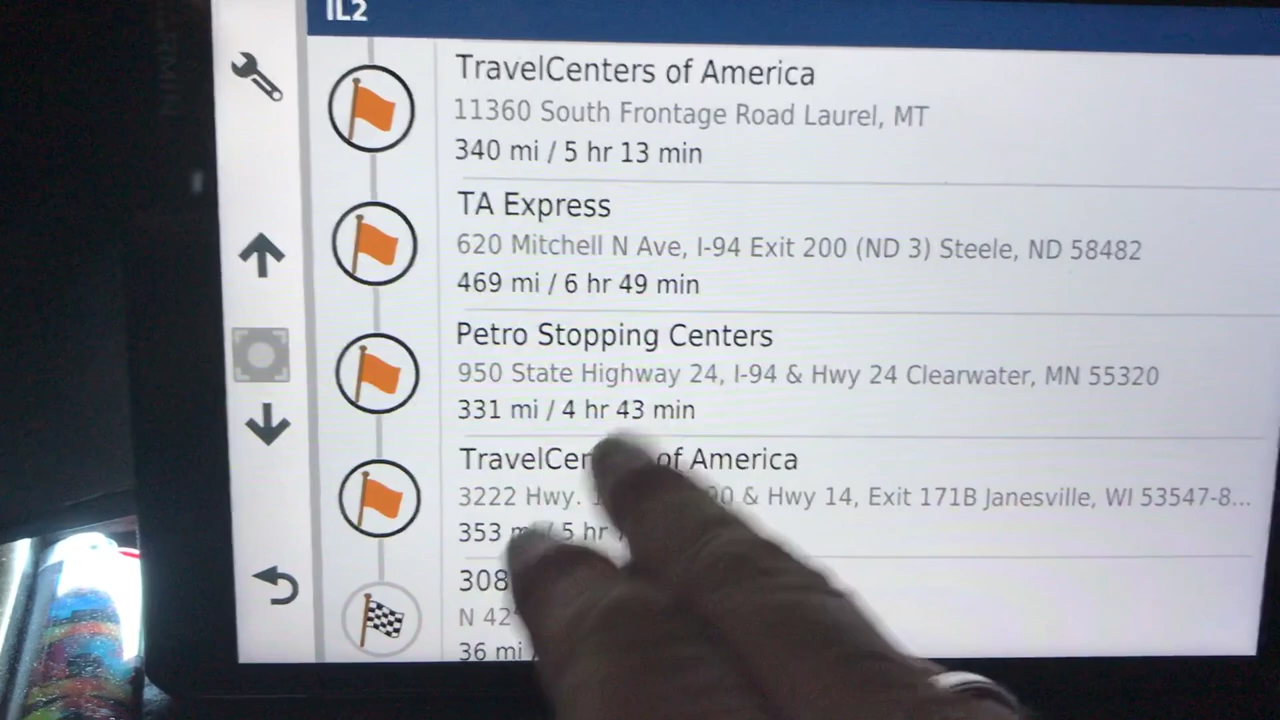 IL2
TravelCenters of America
11360 South Frontage Road Laurel, MT
340 mi / 5 hr 13 min
TA Express
620 Mitchell N Ave, I-94 Exit 200 (ND 3) Steele, ND 58482
469 mi / 6 hr 49 min
Petro Stopping Centers
950 State Highway 24, I-94 & Hwy 24 Clearwater, MN 55320
331 mi / 4 hr 43 min
TravelCen of America
3222 Hwy. & Hwy 14, Exit 171B Janesville, WI 53547-8...
353 m / 5 hr
308
N 42°
36 mi